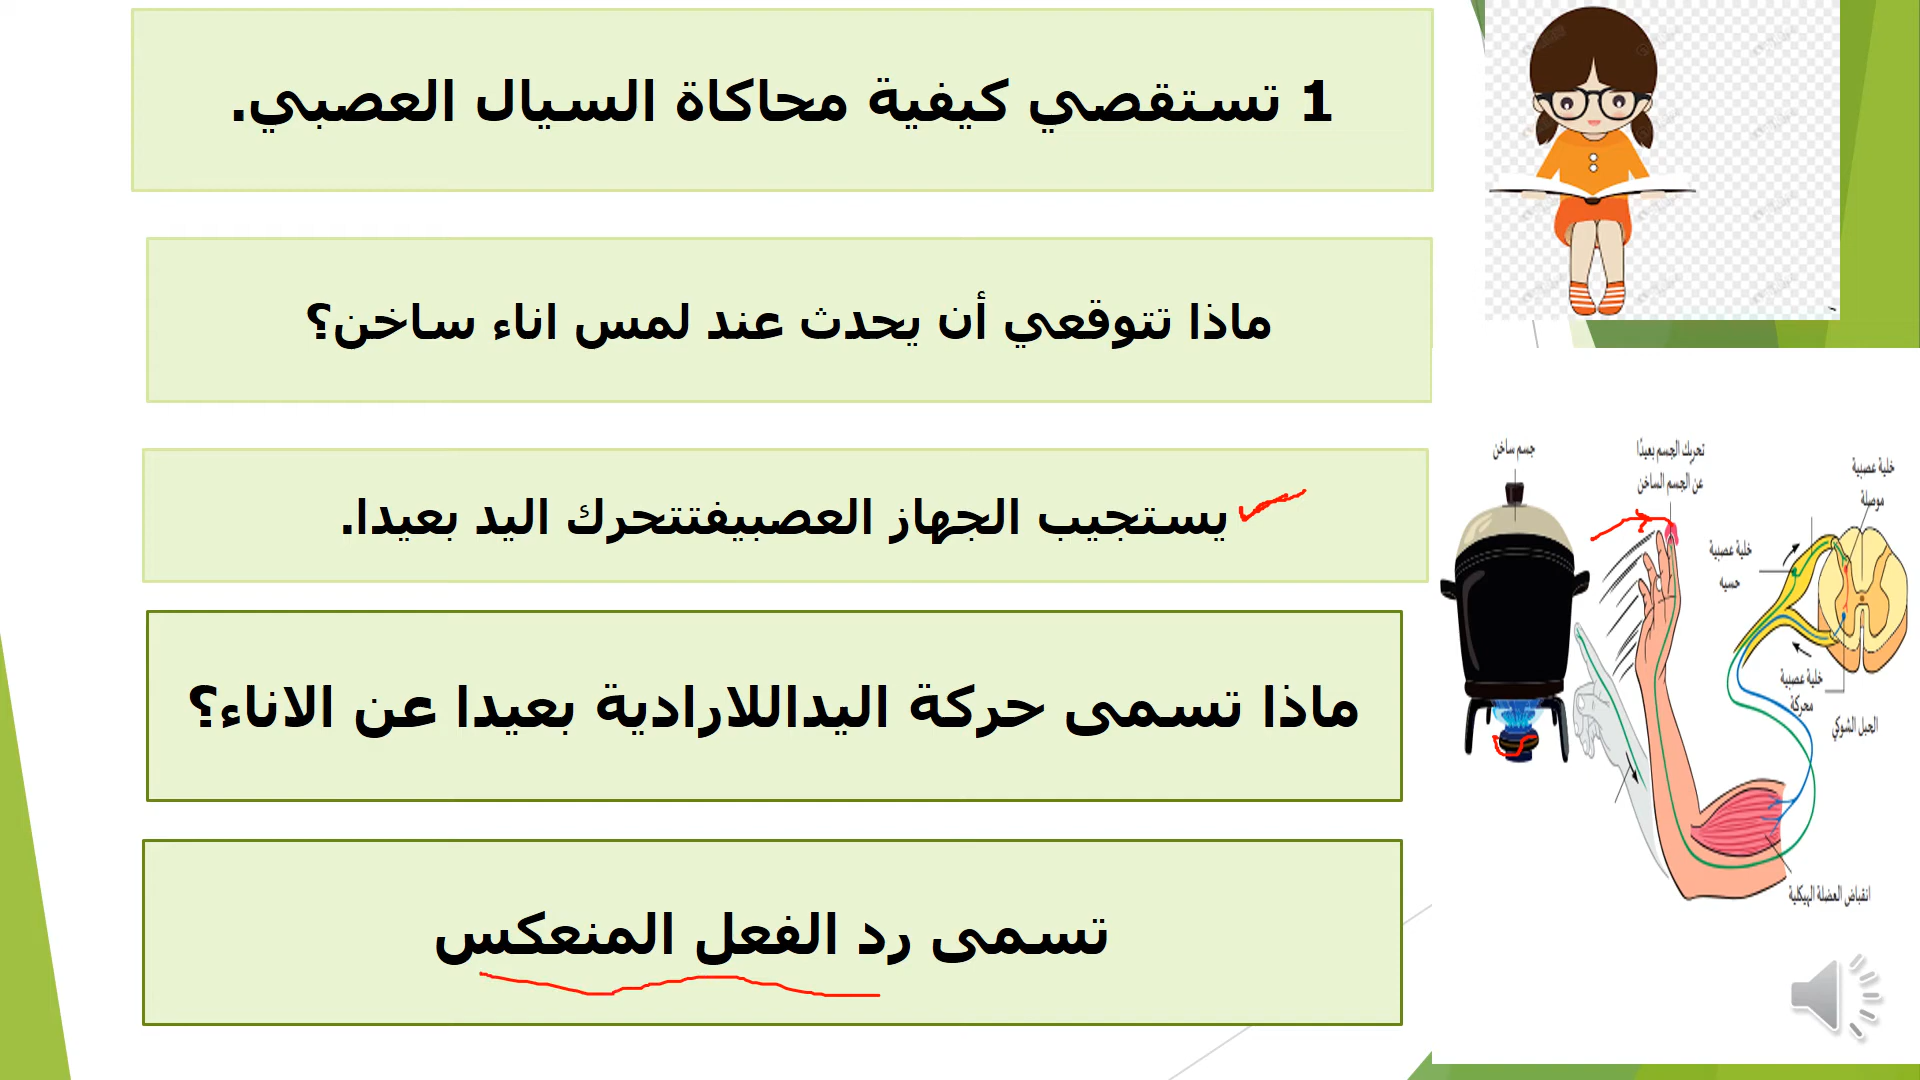 1 تستقصي كيفية محاكاة السيال العصبي.
ماذا تتوقعي أن يحدث عند لمس اناء ساخن؟
يستجيب الجهاز العصبيفتتحرك اليد بعيدا.
ماذا تسمى حركة اليداللارادية بعيدا عن الاناء؟
تسمى رد الفعل المنعكس
جسم ساخن
تحريك الجسم بعيدًا
عن الجسم الساخن
خلية عصبية
موصلة
خلية عصبية
حسيه
خلية عصبية
محركة
الحبل الشوكي
انقباض العضلة الهيكلية